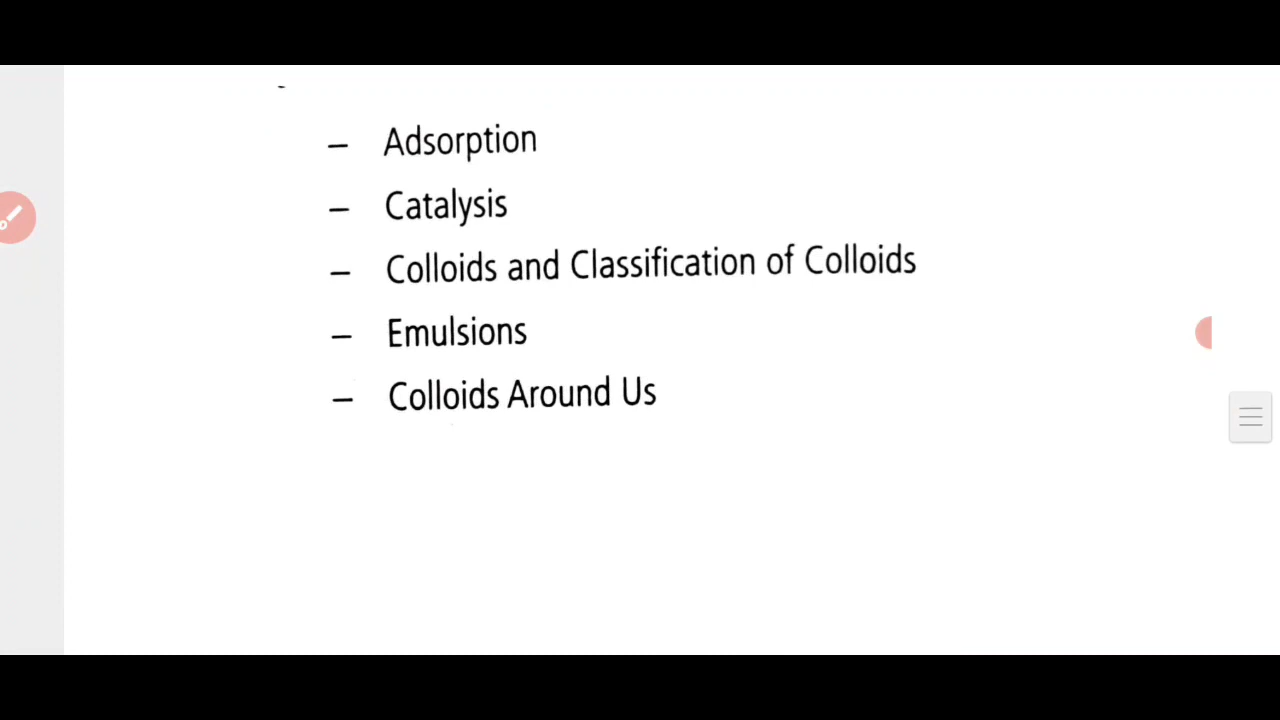 – Adsorption
– Catalysis
– Colloids and Classification of Colloids
– Emulsions
– Colloids Around Us